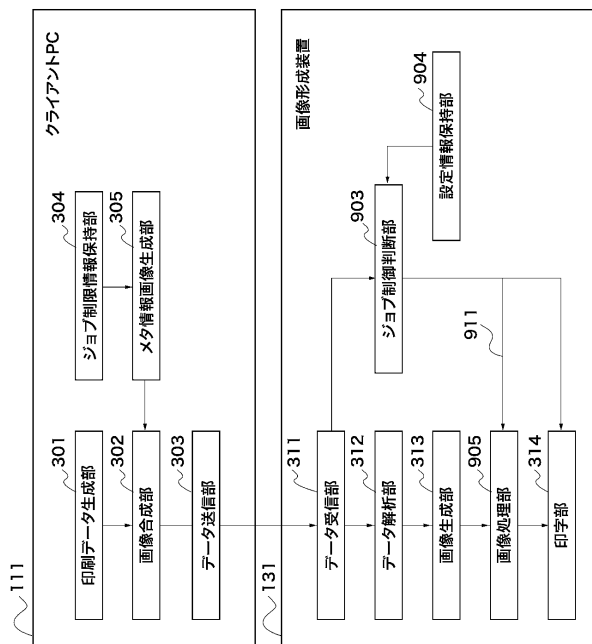 111
クライアントPC
301
印刷データ生成部
302
画像合成部
303
データ送信部
304
ジョブ制限情報保持部
305
メタ情報画像生成部
131
画像形成装置
311
データ受信部
312
データ解析部
313
画像生成部
905
画像処理部
314
印字部
903
ジョブ制御判断部
904
設定情報保持部
911